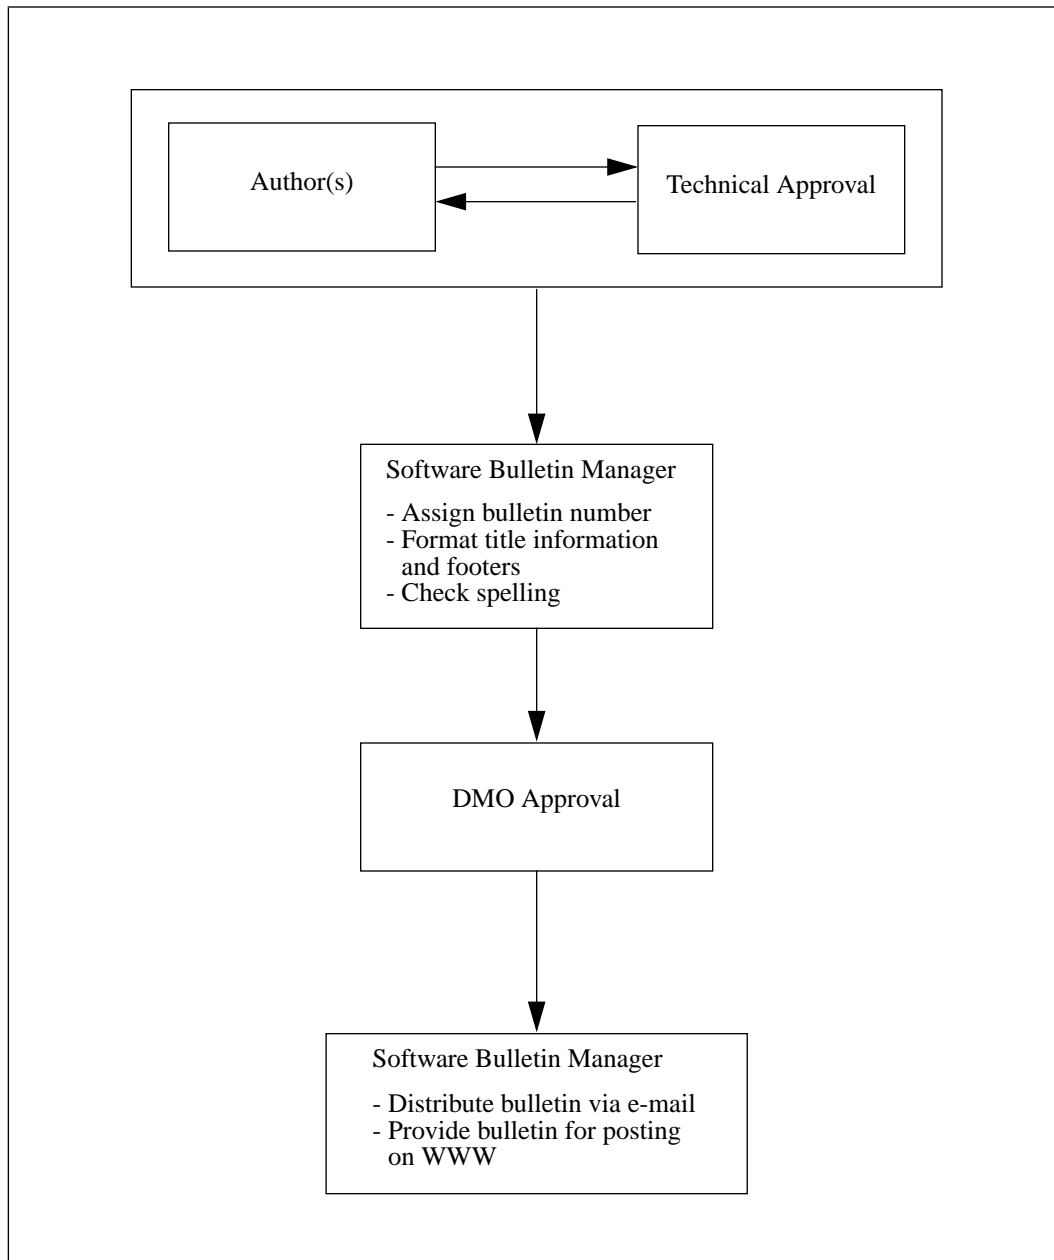 Author(s)
Technical Approval
Software Bulletin Manager
- Assign bulletin number
- Format title information
and footers
- Check spelling
DMO Approval
Software Bulletin Manager
- Distribute bulletin via e-mail
- Provide bulletin for posting
on WWW